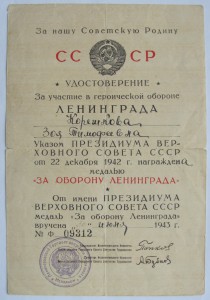 За нашу Советскую Родину
СССР
УДОСТОВЕРЕНИЕ
За участие в героической обороне
ЛЕНИНГРАДА
Зоя Тимофеевна
Указом ПРЕЗИДИУМА ВЕР-
ХОВНОГО СОВЕТА СССР
от 22 декабря 1942 г. награждена
медалью
«ЗА ОБОРОНУ ЛЕНИНГРАДА»
От имени ПРЕЗИДИУМА
ВЕРХОВНОГО СОВЕТА СССР
медаль «За Оборону Ленинграда»
вручена 1943 г.
№ Ф 09312